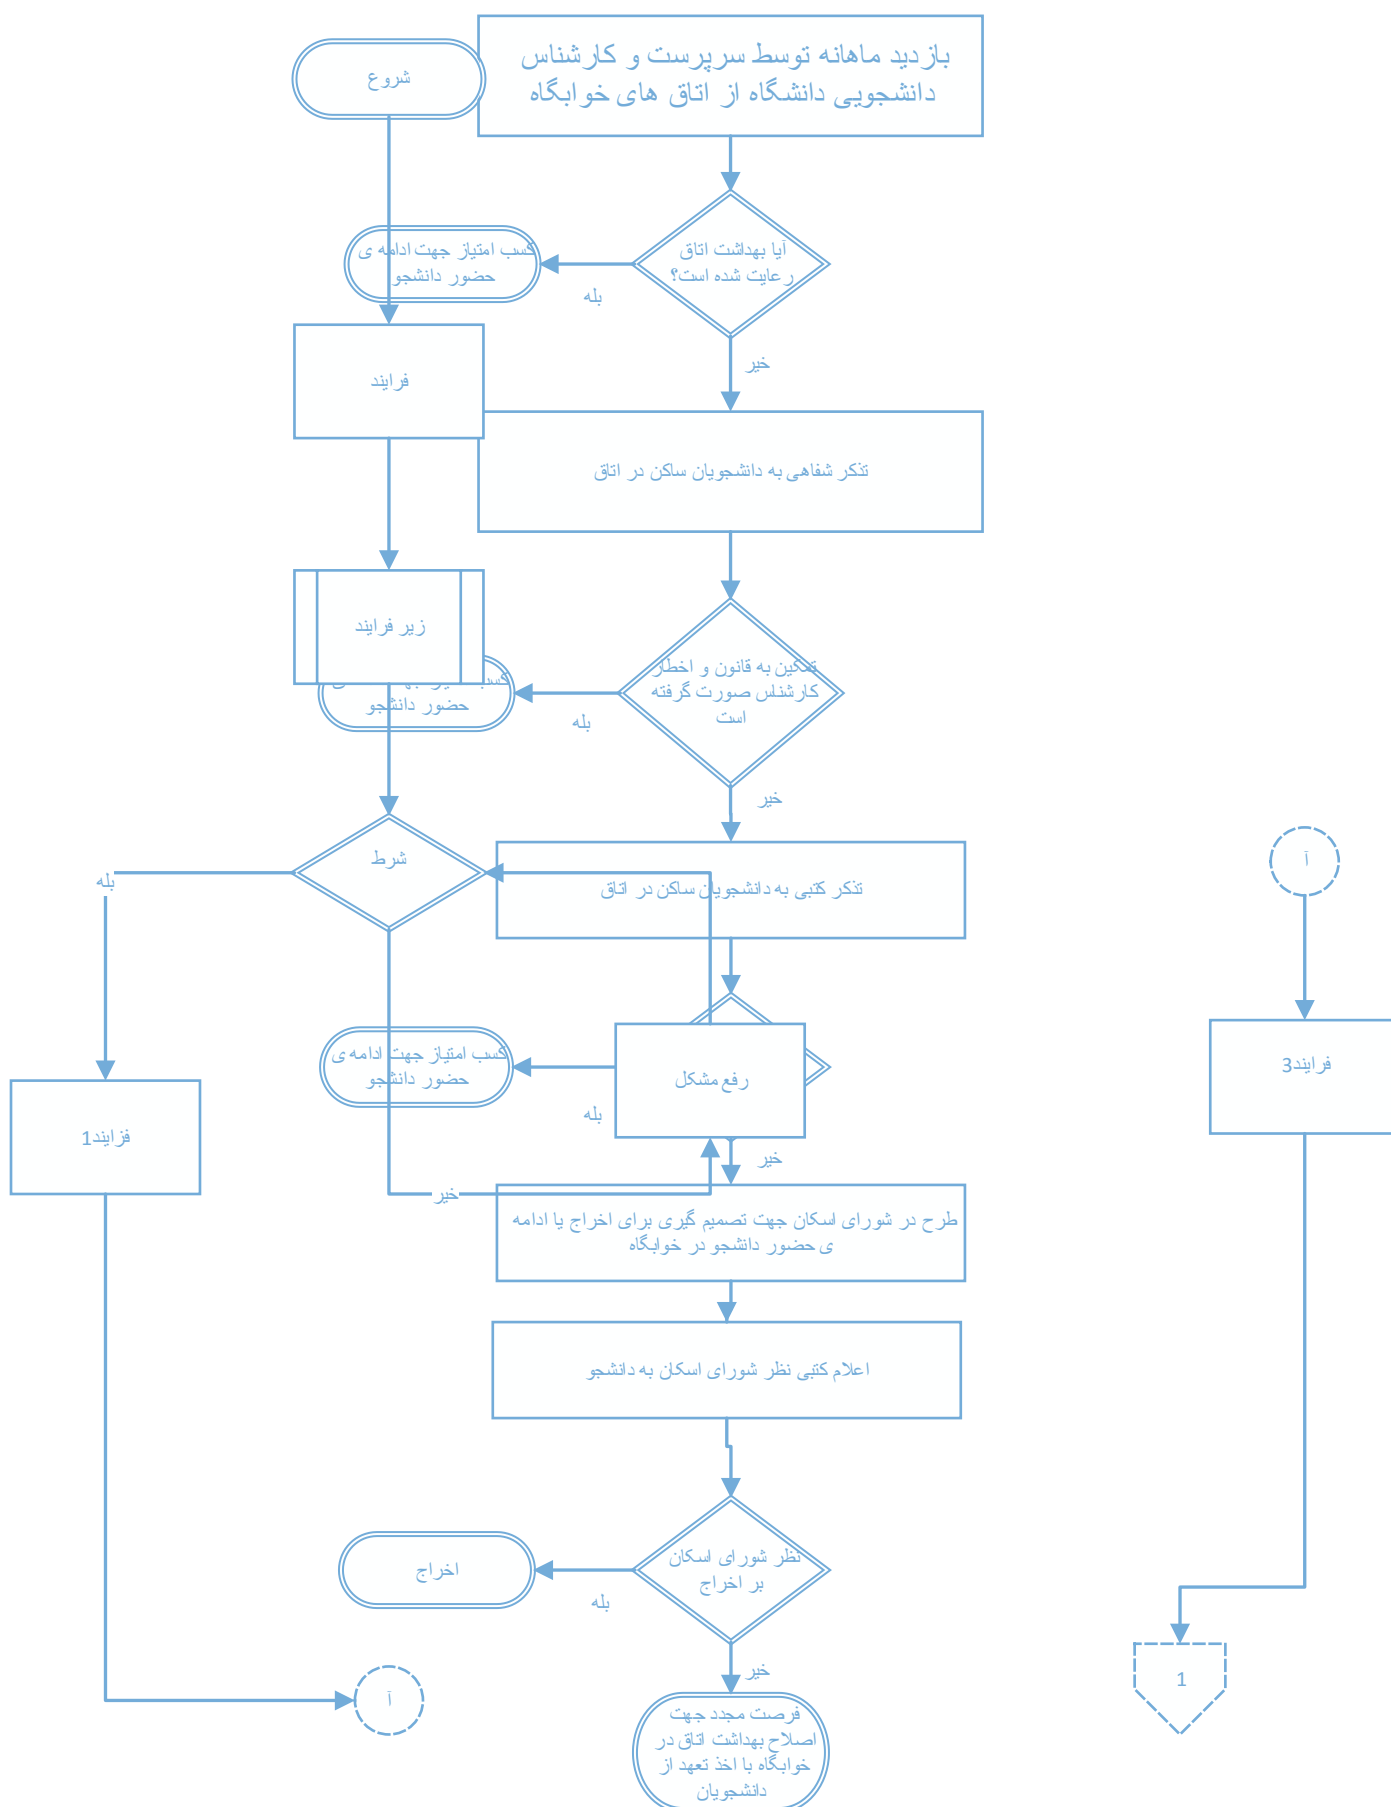 شروع
بازدید ماهانه توسط سرپرست و کارشناس
دانشجویی دانشگاه از اتاق های خوابگاه
آیا بهداشت اتاق
رعایت شده است؟
کسب امتیاز جهت ادامه ی
حضور دانشجو
بله
خیر
فرایند
تذکر شفاهی به دانشجویان ساکن در اتاق
زیر فرایند
تمکین به قانون و اخطار
کارشناس صورت گرفته
است
کسب
حضور دانشجو
بله
خیر
شرط
بله
تذکر کتبی به دانشجویان ساکن در اتاق
آ
رفع مشکل
کسب امتیاز جهت ادامه ی
حضور دانشجو
بله
خیر
فرایند3
فزایند1
خیر
طرح در شورای اسکان جهت تصمیم گیری برای اخراج یا ادامه
ی حضور دانشجو در خوابگاه
اعلام کتبی نظر شورای اسکان به دانشجو
نظر شورای اسکان
بر اخراج
اخراج
بله
خیر
آ
1
فرصت مجدد جهت
اصلاح بهداشت اتاق در
خوابگاه با اخذ تعهد از
دانشجویان